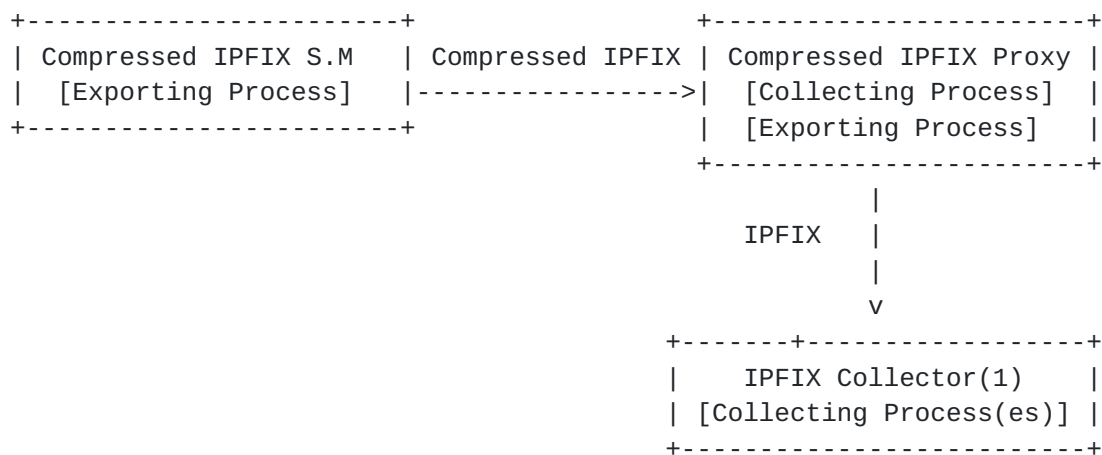 +------------------------+                  +------------------------+
| Compressed IPFIX S.M   | Compressed IPFIX | Compressed IPFIX Proxy |
|  [Exporting Process]   |----------------->|  [Collecting Process]  |
+------------------------+                  |  [Exporting Process]   |
                                            +------------------------+
                                                       |
                                               IPFIX   |
                                                       |
                                                       v
                                          +-------+------------------+
                                          |    IPFIX Collector(1)    |
                                          | [Collecting Process(es)] |
                                          +--------------------------+